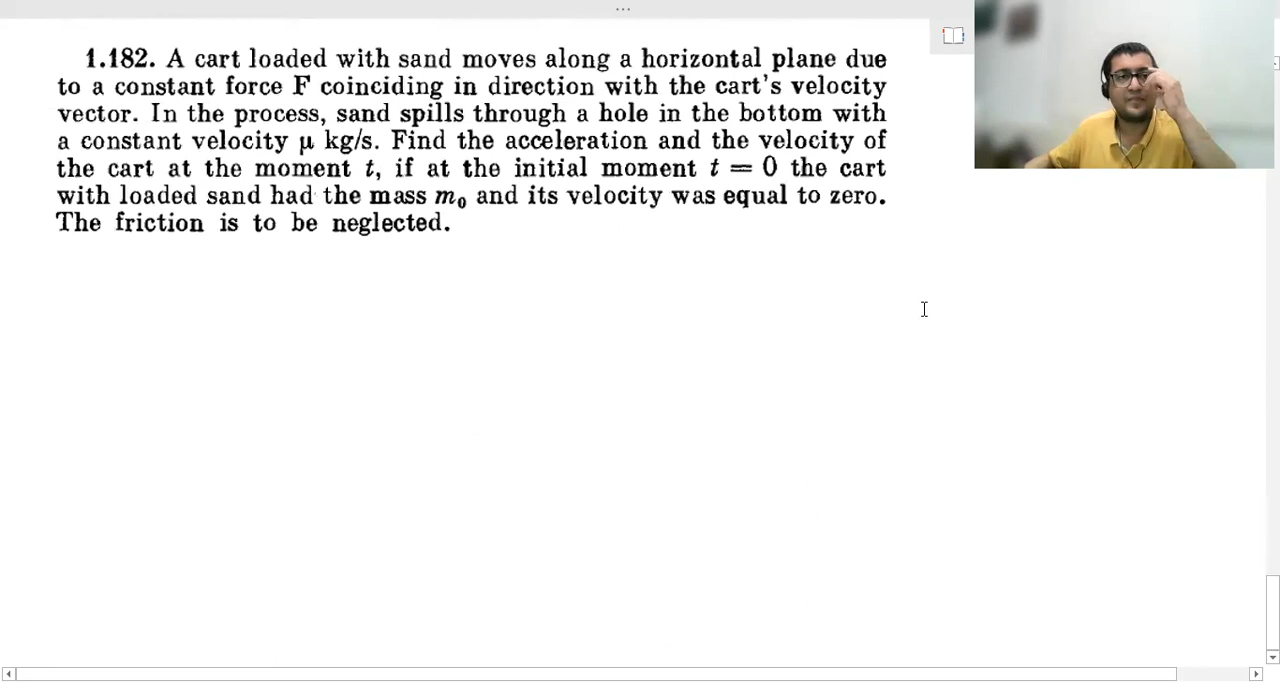 1.182. A cart loaded with sand moves along a horizontal plane due
to a constant force F coinciding in direction with the cart's velocity
vector. In the process, sand spills through a hole in the bottom with
a constant velocity μ kg/s. Find the acceleration and the velocity of
the cart at the moment t, if at the initial moment t = 0 the cart
with loaded sand had the mass m₀ and its velocity was equal to zero.
The friction is to be neglected.